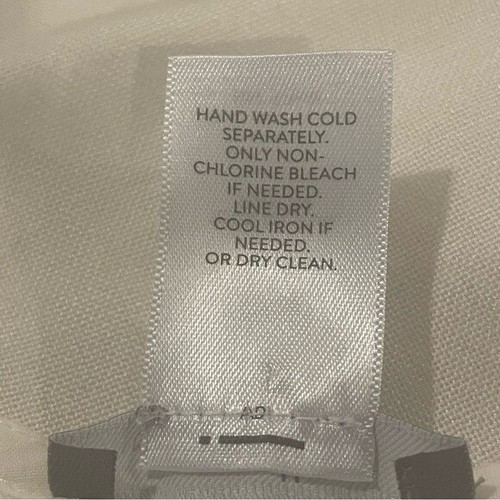 HAND WASH COLD
SEPARATELY.
ONLY NON-
CHLORINE BLEACH
IF NEEDED.
LINE DRY.
COOL IRON IF
NEEDED.
OR DRY CLEAN.